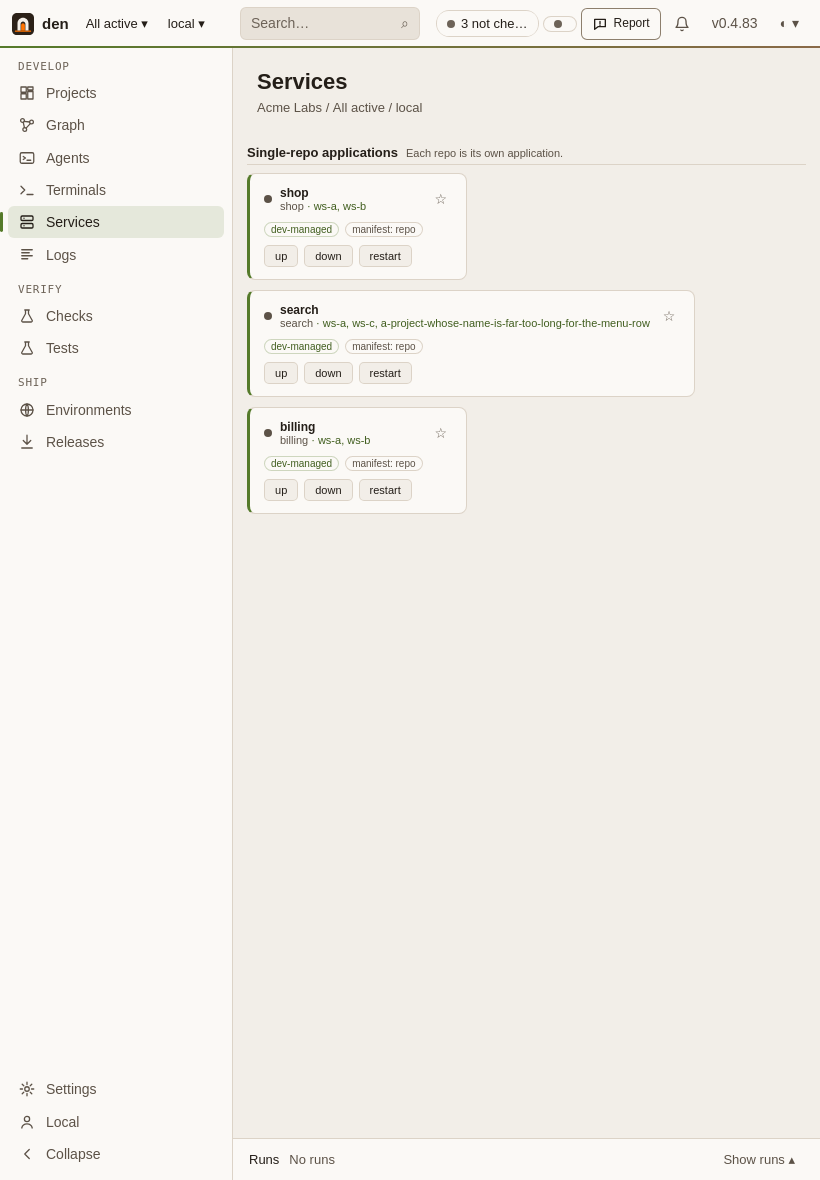 den All active ▾ local ▾ Search… 3 not che… Report v0.4.83 ▾
DEVELOP
Projects
Graph
Agents
Terminals
Services
Logs
VERIFY
Checks
Tests
SHIP
Environments
Releases
Settings
Local
Collapse
Services
Acme Labs / All active / local
Single-repo applications Each repo is its own application.
shop
shop · ws-a, ws-b
dev-managed manifest: repo
up down restart
search
search · ws-a, ws-c, a-project-whose-name-is-far-too-long-for-the-menu-row
dev-managed manifest: repo
up down restart
billing
billing · ws-a, ws-b
dev-managed manifest: repo
up down restart
Runs No runs Show runs ▴